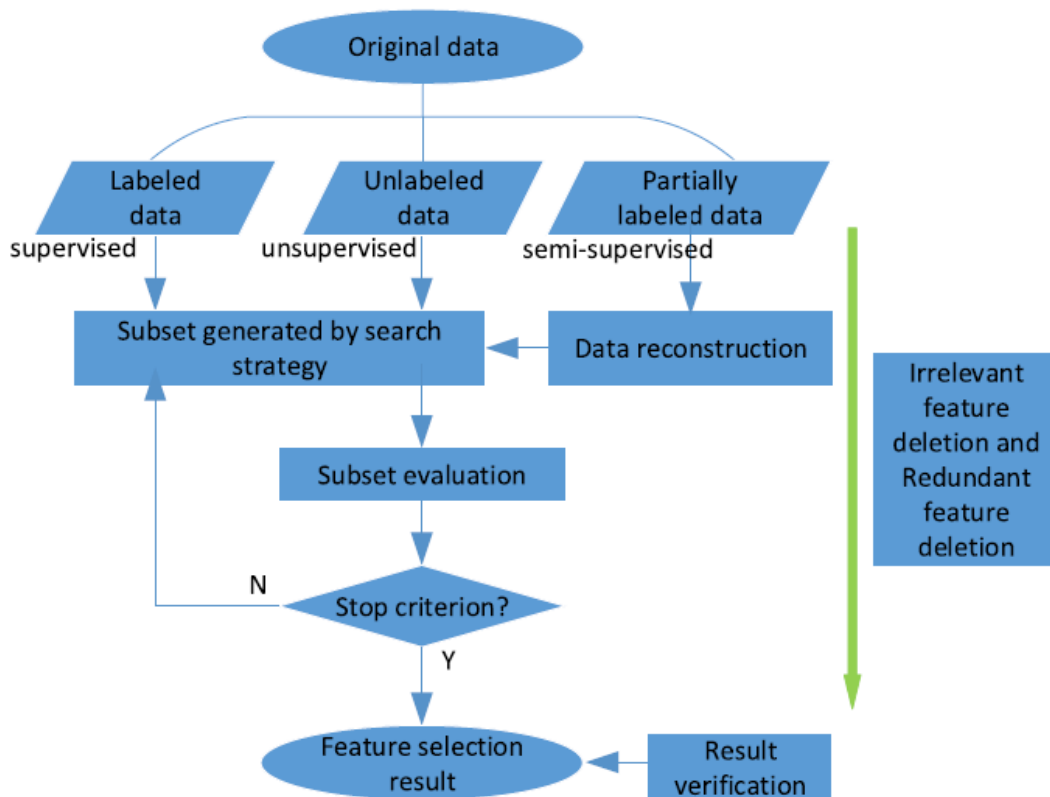 Original data
Labeled
data
Unlabeled
data
Partially
labeled data
supervised
unsupervised
semi-supervised
Subset generated by search
strategy
Data reconstruction
Irrelevant
feature
deletion and
Redundant
feature
deletion
Subset evaluation
N
Stop criterion?
Y
Feature selection
result
Result
verification